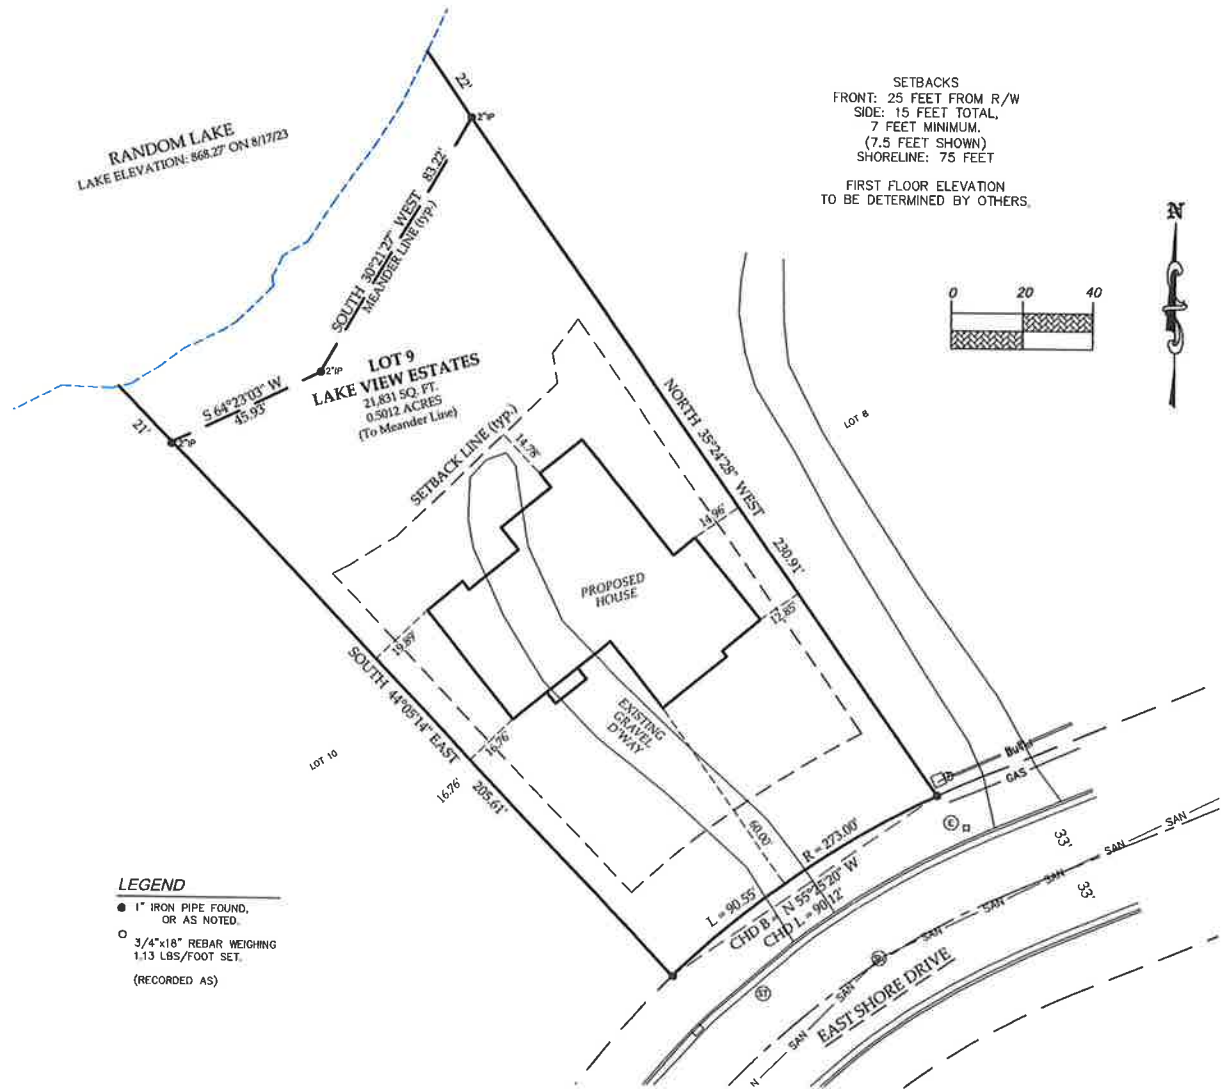 SETBACKS
FRONT: 25 FEET FROM R/W
SIDE: 15 FEET TOTAL,
7 FEET MINIMUM.
(7.5 FEET SHOWN)
SHORELINE: 75 FEET
FIRST FLOOR ELEVATION
TO BE DETERMINED BY OTHERS.
N
0 20 40
RANDOM LAKE
LAKE ELEVATION: 868.27' ON 8/17/23
22'
2"IP
SOUTH 30°21'27" WEST 83.22'
MEANDER LINE (typ.)
2"IP
S 64°23'03" W
45.93'
21'
2"IP
LOT 9
LAKE VIEW ESTATES
21,831 SQ. FT.
0.5012 ACRES
(To Meander Line)
SETBACK LINE (typ.)
14.78'
NORTH 35°24'28" WEST 230.91'
LOT 8
14.96'
12.85'
PROPOSED
HOUSE
19.89'
SOUTH 44°05'14" EAST 205.61'
16.76'
16.76'
LOT 10
EXISTING
GRAVEL
D'WAY
60.00'
R = 273.00'
L = 90.55'
CHD B = N 55°25'20" W
CHD L = 90.12'
GAS
E
33'
33'
SAN
SAN
SAN
SAN
SAN
SAN
SAN
N
ST
EAST SHORE DRIVE
LEGEND
1" IRON PIPE FOUND,
OR AS NOTED.
3/4"x18" REBAR WEIGHING
1.13 LBS/FOOT SET.
(RECORDED AS)